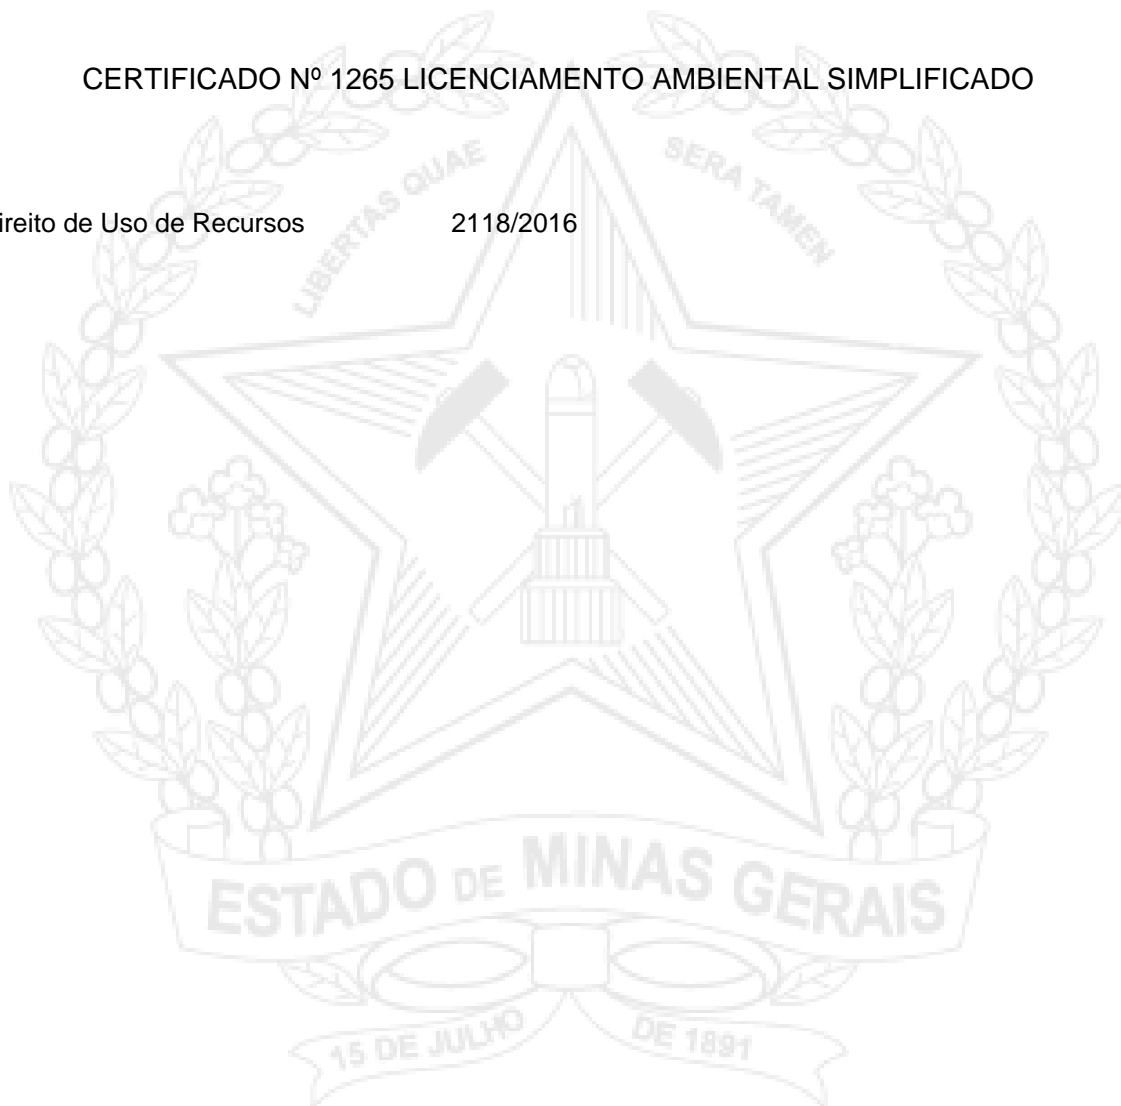 CERTIFICADO Nº 1265 LICENCIAMENTO AMBIENTAL SIMPLIFICADO
LIBERTAS QUAE SERA TAMEN
ireito de Uso de Recursos 2118/2016
ESTADO DE MINAS GERAIS
15 DE JULHO DE 1891